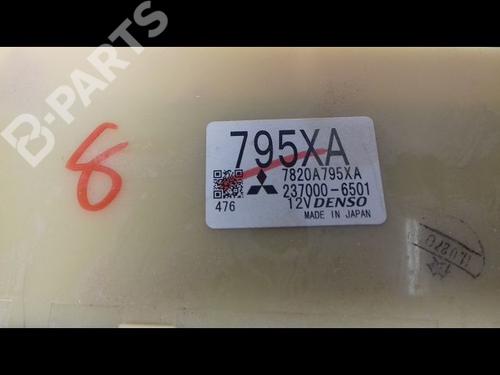 B-PARTS
8
795XA
7820A795XA
237000-6501
476
12V DENSO
MADE IN JAPAN